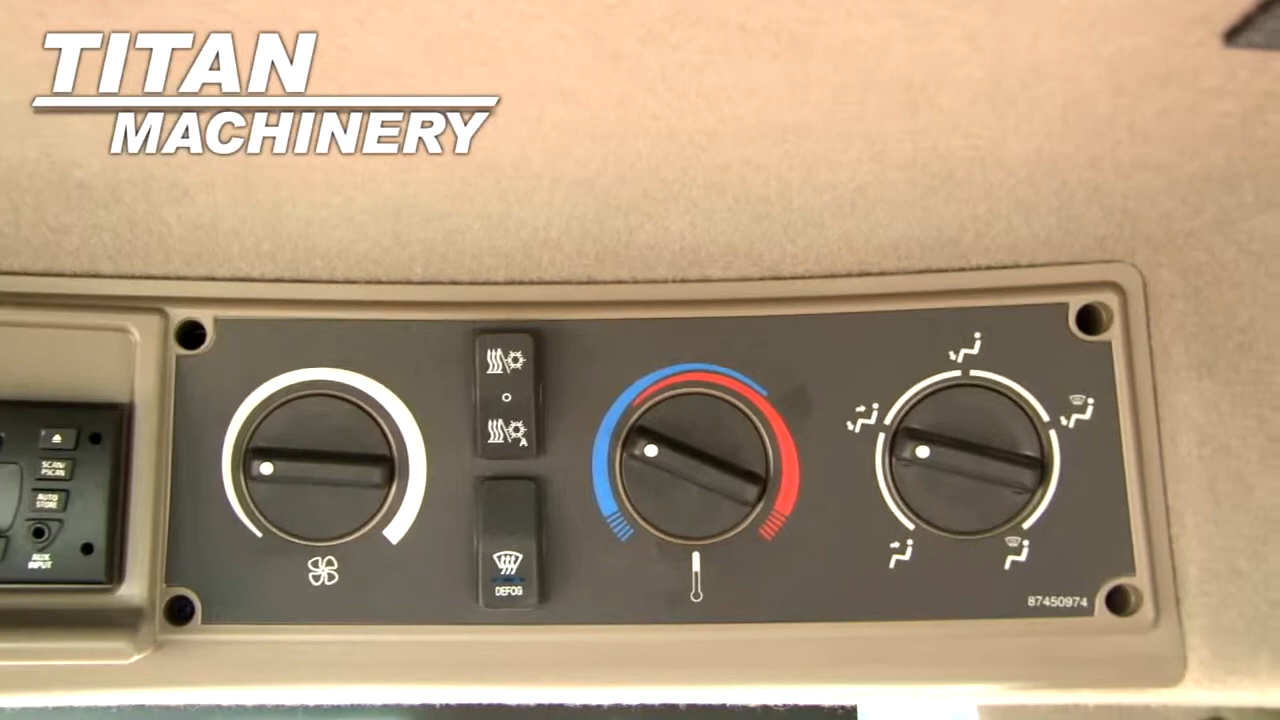 TITAN
MACHINERY
SCAN/
PSCAN
AUTO
STORE
AUX
INPUT
A
DEFOG
87450974